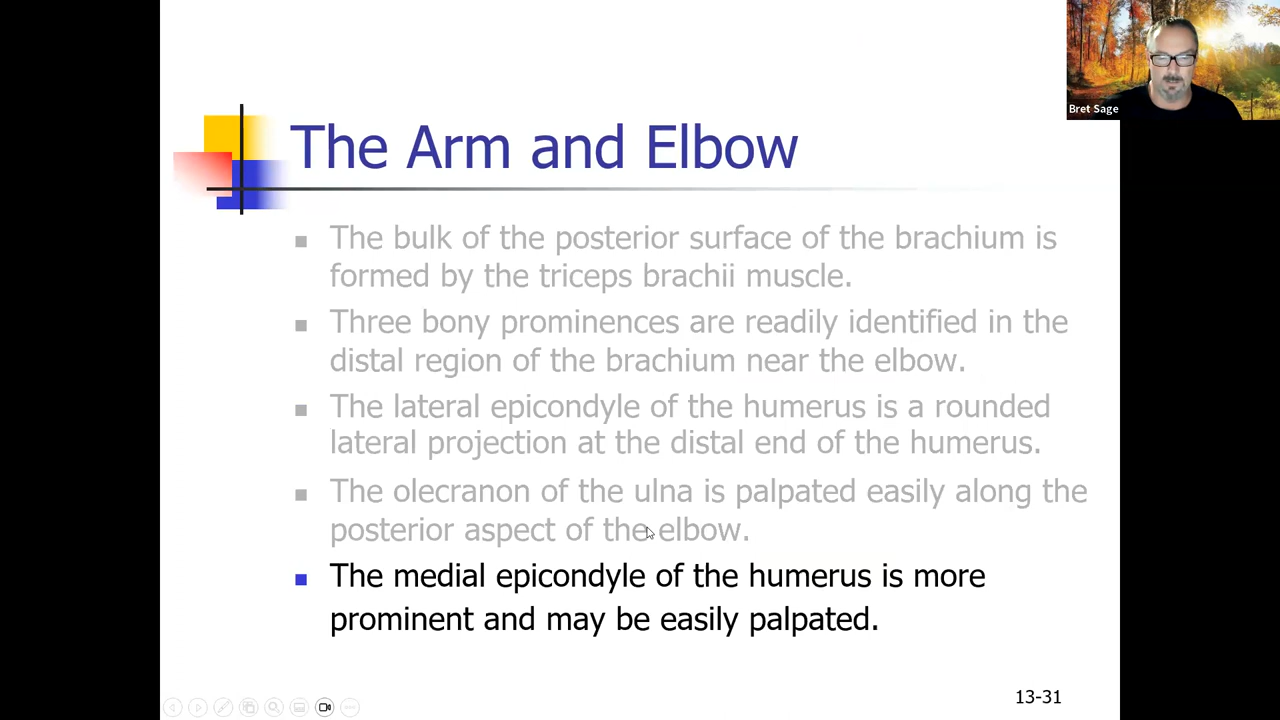 Bret Sage
The Arm and Elbow
The bulk of the posterior surface of the brachium is
formed by the triceps brachii muscle.
Three bony prominences are readily identified in the
distal region of the brachium near the elbow.
The lateral epicondyle of the humerus is a rounded
lateral projection at the distal end of the humerus.
The olecranon of the ulna is palpated easily along the
posterior aspect of the elbow.
The medial epicondyle of the humerus is more
prominent and may be easily palpated.
13-31